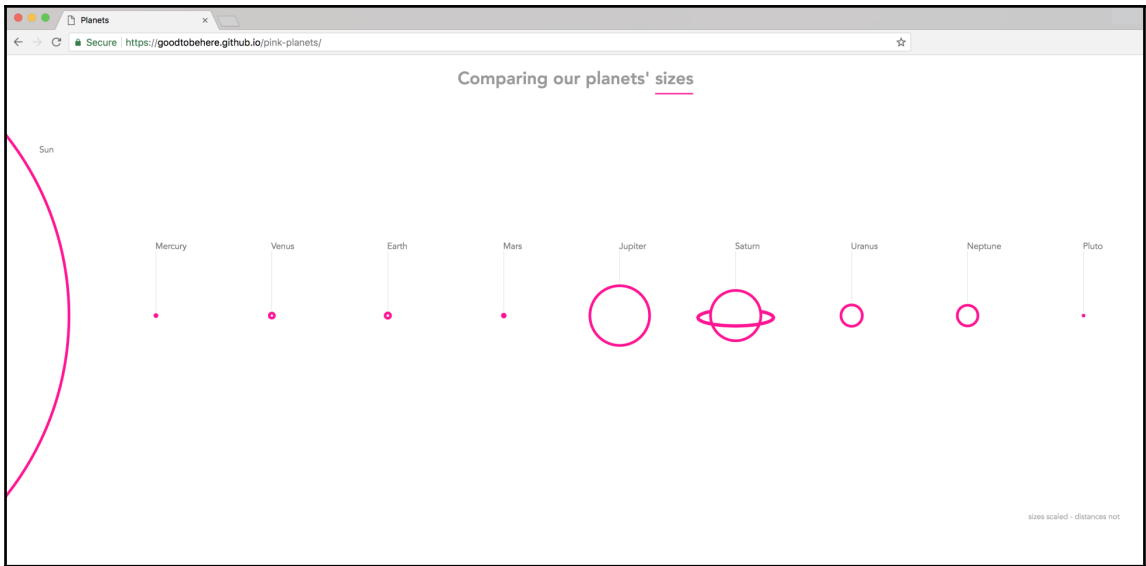 Planets
Secure https://goodtobehere.github.io/pink-planets/
Comparing our planets' sizes
Sun
Mercury Venus Earth Mars Jupiter Saturn Uranus Neptune Pluto
sizes scaled - distances not